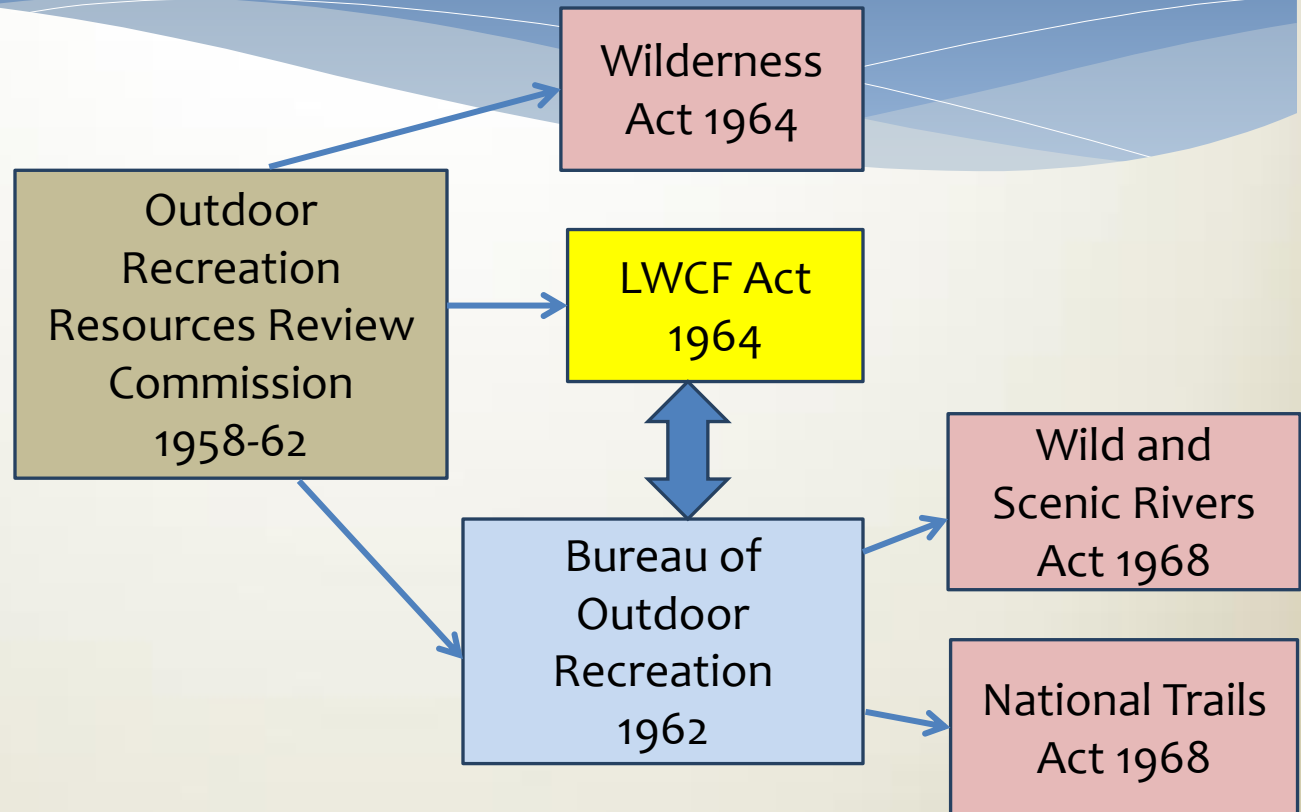 Wilderness
Act 1964
Outdoor
Recreation
Resources Review
Commission
1958-62
LWCF Act
1964
Bureau of
Outdoor
Recreation
1962
Wild and
Scenic Rivers
Act 1968
National Trails
Act 1968